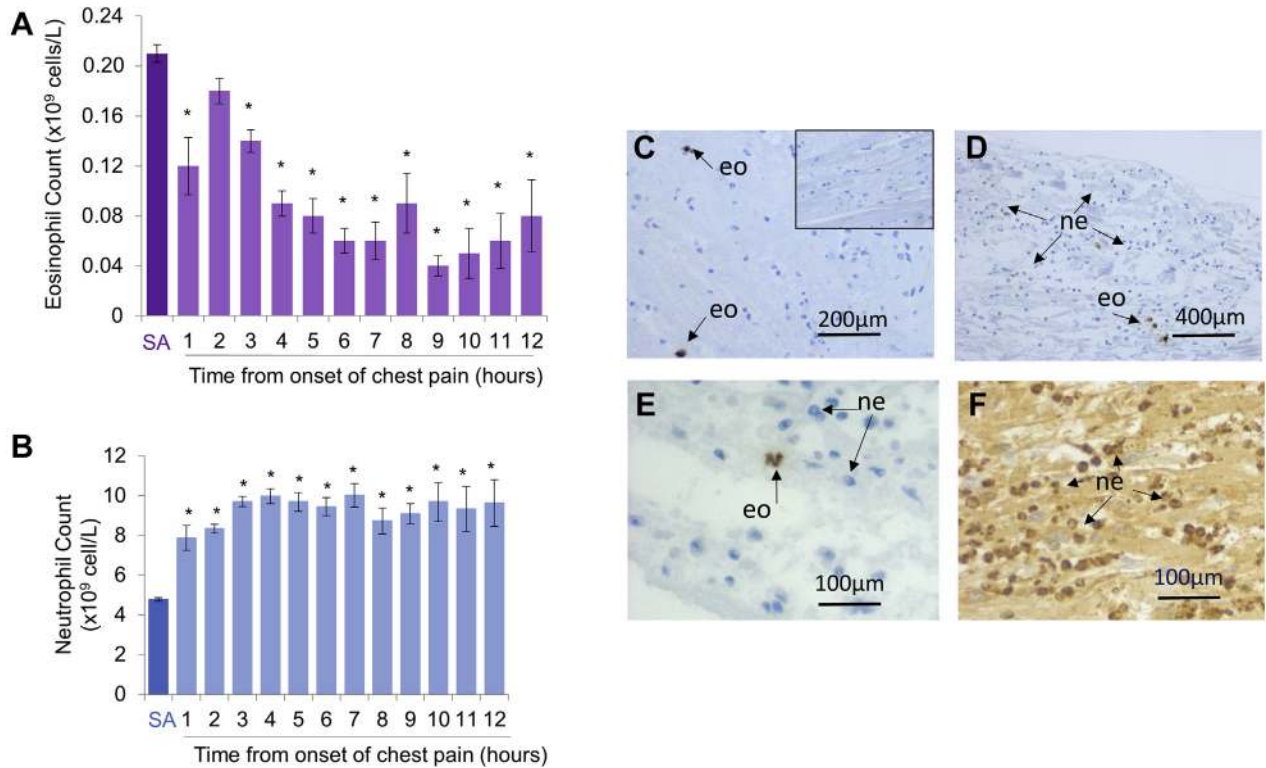 A
Eosinophil Count (x10⁹ cells/L)
0.24
0.20
0.16
0.12
0.08
0.04
0
* * * * * * * * * * *
SA 1 2 3 4 5 6 7 8 9 10 11 12
Time from onset of chest pain (hours)
B
Neutrophil Count
(x10⁹ cell/L)
12
10
8
6
4
2
0
* * * * * * * * * * * *
SA 1 2 3 4 5 6 7 8 9 10 11 12
Time from onset of chest pain (hours)
C
eo
eo
200μm
D
ne
eo
400μm
E
ne
eo
100μm
F
ne
100μm